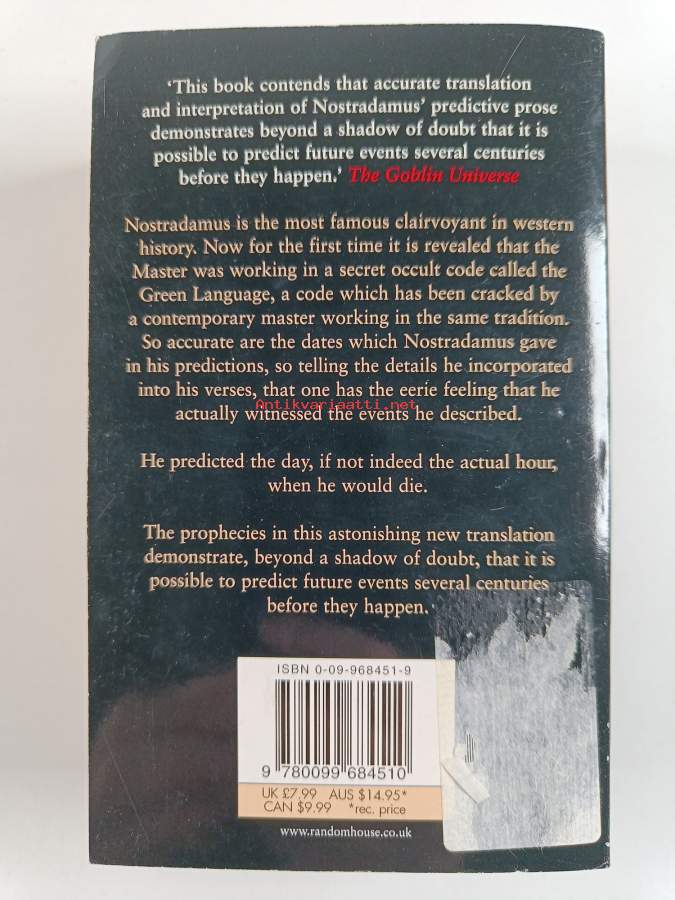 ‘This book contends that accurate translation
and interpretation of Nostradamus’ predictive prose
demonstrates beyond a shadow of doubt that it is
possible to predict future events several centuries
before they happen.’ The Goblin Universe
Nostradamus is the most famous clairvoyant in western
history. Now for the first time it is revealed that the
Master was working in a secret occult code called the
Green Language, a code which has been cracked by
a contemporary master working in the same tradition.
So accurate are the dates which Nostradamus gave
in his predictions, so telling the details he incorporated
into his verses, that one has the eerie feeling that he
Antikvariaatti.net
actually witnessed the events he described.
He predicted the day, if not indeed the actual hour,
when he would die.
The prophecies in this astonishing new translation
demonstrate, beyond a shadow of doubt, that it is
possible to predict future events several centuries
before they happen.
ISBN 0-09-968451-9
9 780099 684510
UK £7.99 AUS $14.95*
CAN $9.99 *rec. price
www.randomhouse.co.uk